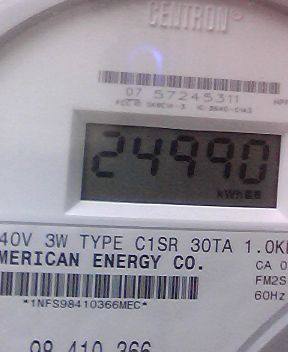 CENTRON®
07 57245311
24990
kWh
40V 3W TYPE C1SR 30TA 1.0K
MERICAN ENERGY CO.
CA 0
FM2S
60Hz
*1NFS98410366MEC*
98 410 366